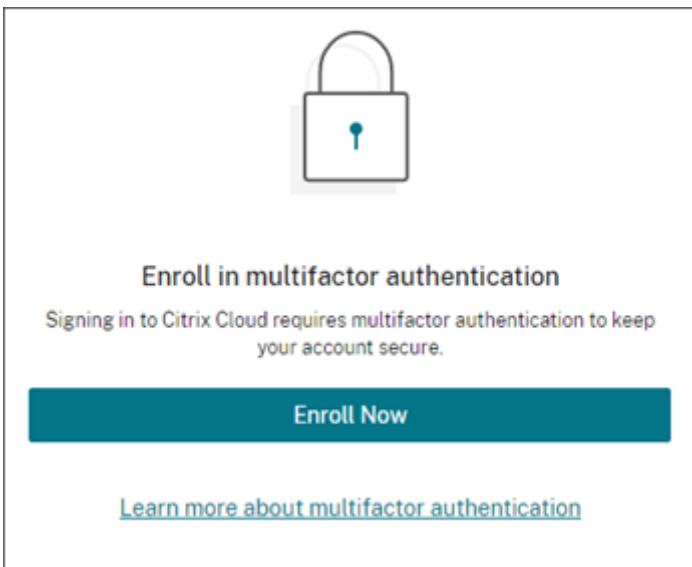 Enroll in multifactor authentication
Signing in to Citrix Cloud requires multifactor authentication to keep
your account secure.
Enroll Now
Learn more about multifactor authentication